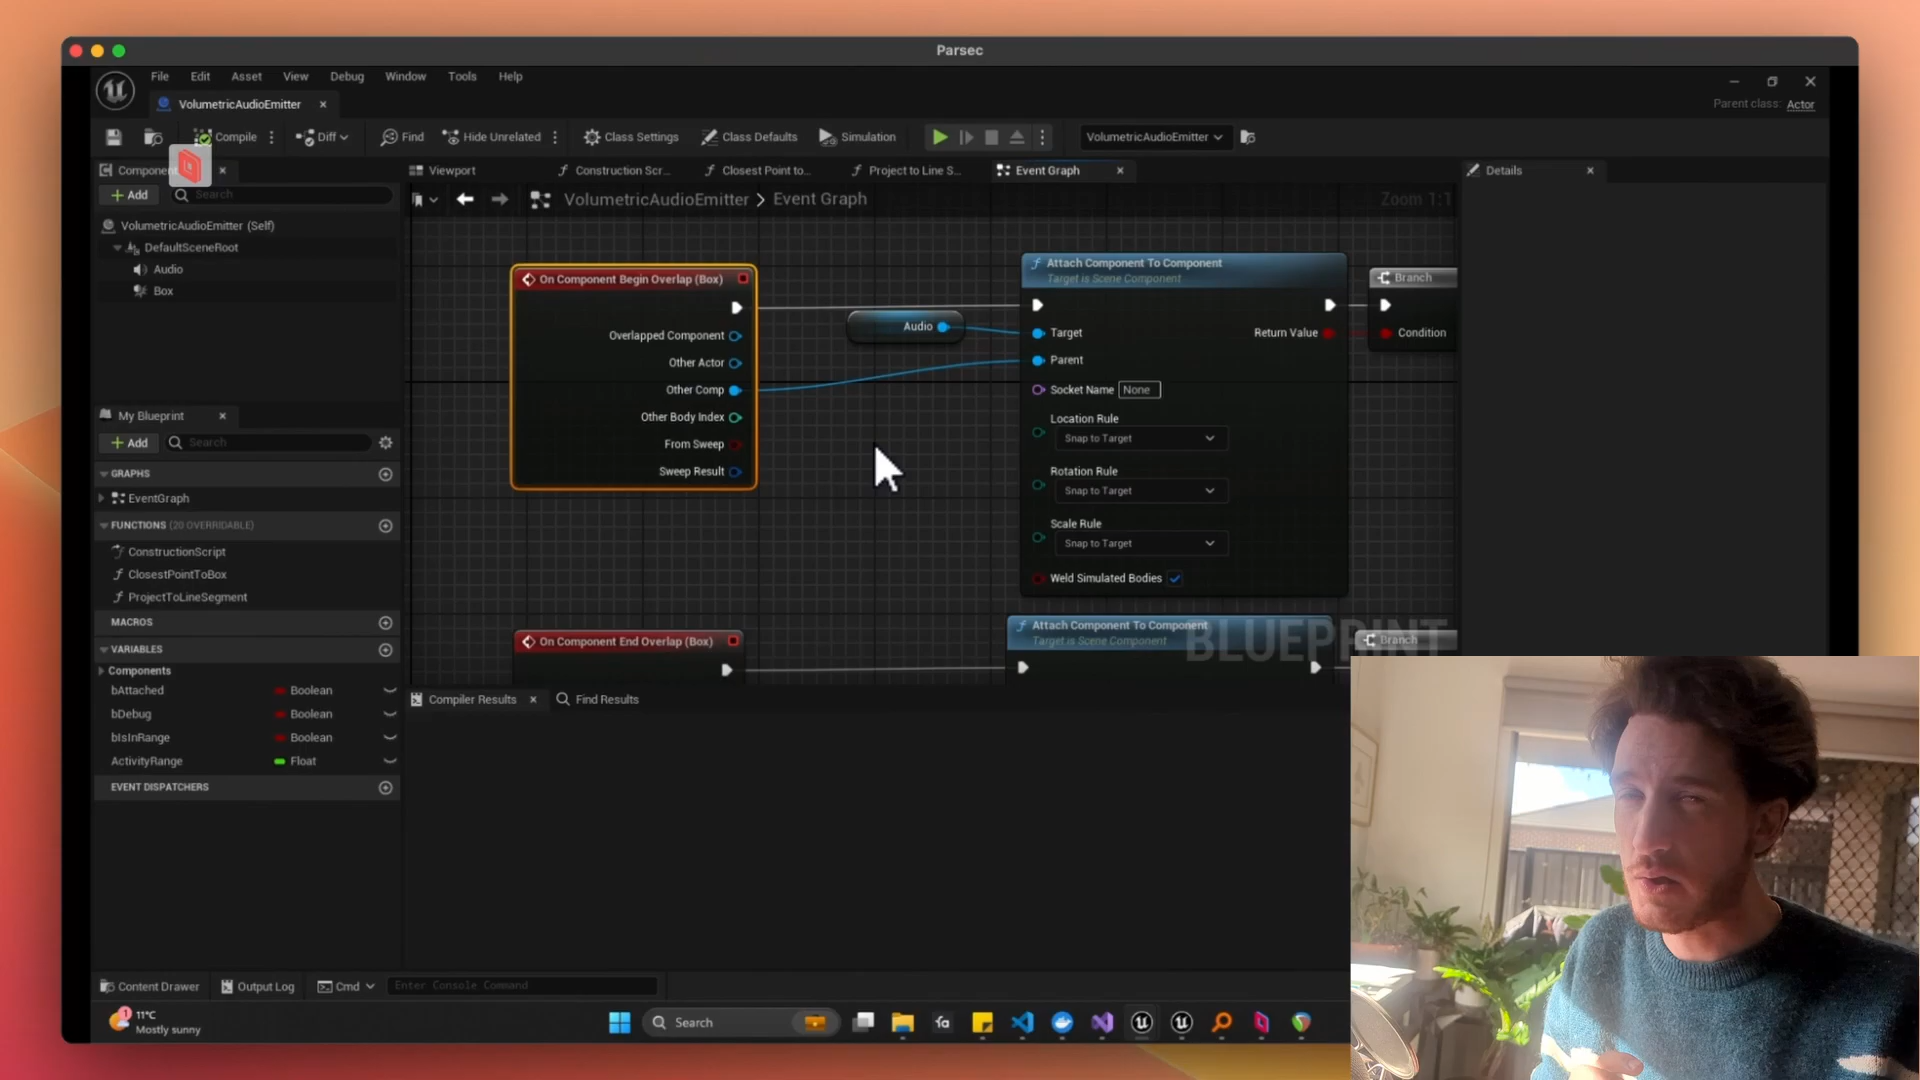 Parsec
File Edit Asset View Debug Window Tools Help
VolumetricAudioEmitter
Parent class: Actor
Compile Diff Find Hide Unrelated Class Settings Class Defaults Simulation VolumetricAudioEmitter
Viewport Construction Scr... Closest Point to... Project to Line S... Event Graph Details
+ Add Search
VolumetricAudioEmitter > Event Graph Zoom 1:1
VolumetricAudioEmitter (Self)
DefaultSceneRoot
Audio
Box
On Component Begin Overlap (Box)
Overlapped Component
Other Actor
Other Comp
Other Body Index
From Sweep
Sweep Result
Audio
Attach Component To Component
Target is Scene Component
Target Return Value
Parent
Socket Name None
Location Rule
Snap to Target
Rotation Rule
Snap to Target
Scale Rule
Snap to Target
Weld Simulated Bodies
Branch
Condition
My Blueprint
+ Add Search
GRAPHS
EventGraph
FUNCTIONS (20 OVERRIDABLE)
ConstructionScript
ClosestPointToBox
ProjectToLineSegment
MACROS
VARIABLES
Components
bAttached Boolean
bDebug Boolean
bIsInRange Boolean
ActivityRange Float
EVENT DISPATCHERS
On Component End Overlap (Box)
Attach Component To Component
Target is Scene Component
Branch
BLUEPRINT
Compiler Results Find Results
Content Drawer Output Log Cmd Enter Console Command
11°C
Mostly sunny
Search